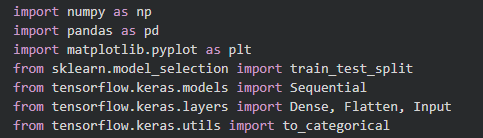 import numpy as np
import pandas as pd
import matplotlib.pyplot as plt
from sklearn.model_selection import train_test_split
from tensorflow.keras.models import Sequential
from tensorflow.keras.layers import Dense, Flatten, Input
from tensorflow.keras.utils import to_categorical